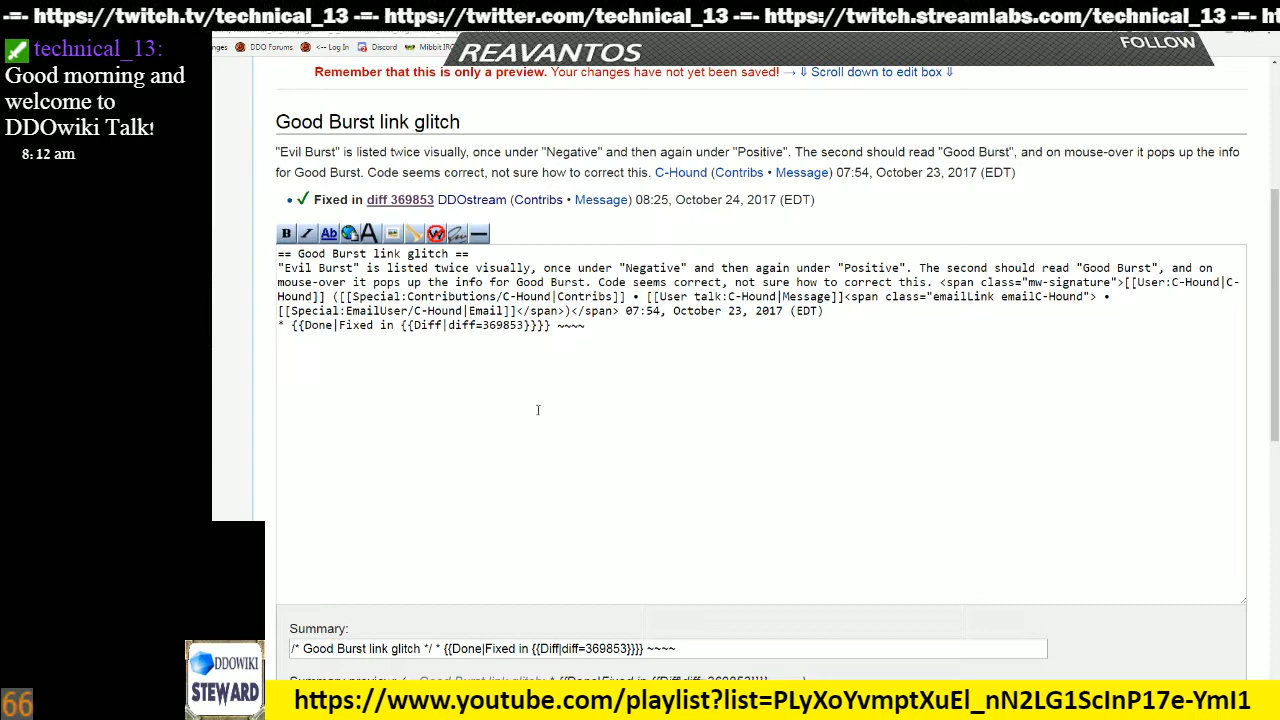 -=- https://twitch.tv/technical_13 -=- https://twitter.com/technical_13 -=- https://twitch.streamlabs.com/technical_13 -=- ht
technical_13:
Good morning and
welcome to
DDOwiki Talk!
8:12 am
nges DDO Forums <-- Log In Discord Mibbit IRC
REAVANTOS
FOLLOW
Remember that this is only a preview. Your changes have not yet been saved! → ⇓ Scroll down to edit box ⇓
Good Burst link glitch
"Evil Burst" is listed twice visually, once under "Negative" and then again under "Positive". The second should read "Good Burst", and on mouse-over it pops up the info
for Good Burst. Code seems correct, not sure how to correct this. C-Hound (Contribs • Message) 07:54, October 23, 2017 (EDT)
• ✓ Fixed in diff 369853 DDOstream (Contribs • Message) 08:25, October 24, 2017 (EDT)
B I Ab A W
== Good Burst link glitch ==
"Evil Burst" is listed twice visually, once under "Negative" and then again under "Positive". The second should read "Good Burst", and on
mouse-over it pops up the info for Good Burst. Code seems correct, not sure how to correct this. <span class="mw-signature">[[User:C-Hound|C-
Hound]] ([[Special:Contributions/C-Hound|Contribs]] • [[User talk:C-Hound|Message]]<span class="emailLink emailC-Hound"> •
[[Special:EmailUser/C-Hound|Email]]</span>)</span> 07:54, October 23, 2017 (EDT)
* {{Done|Fixed in {{Diff|diff=369853}}}} ~~~~
Summary:
/* Good Burst link glitch */ * {{Done|Fixed in {{Diff|diff=369853}}}} ~~~~
DDOWIKI
STEWARD
66
https://www.youtube.com/playlist?list=PLyXoYvmptXuEl_nN2LG1ScInP17e-YmI1